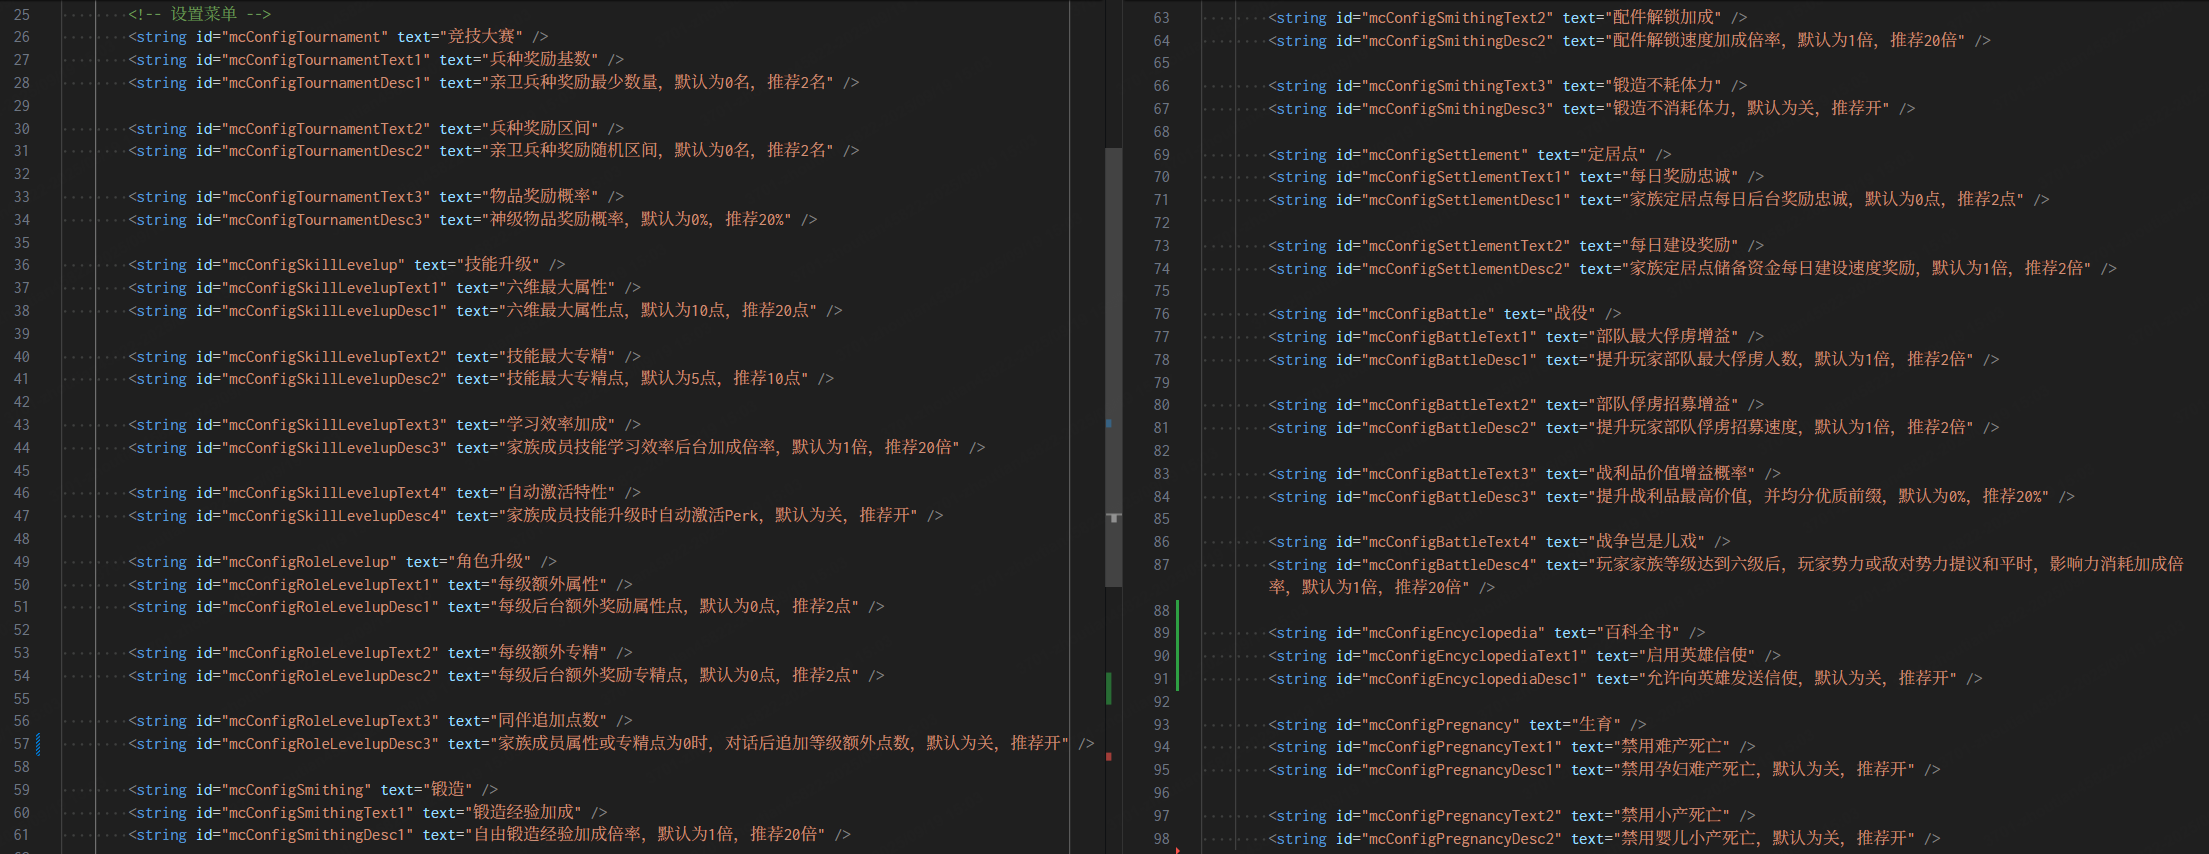 25 <!-- 设置菜单 -->
26 <string id="mcConfigTournament" text="竞技大赛" />
27 <string id="mcConfigTournamentText1" text="兵种奖励基数" />
28 <string id="mcConfigTournamentDesc1" text="亲卫兵种奖励最少数量, 默认为0名, 推荐2名" />
29
30 <string id="mcConfigTournamentText2" text="兵种奖励区间" />
31 <string id="mcConfigTournamentDesc2" text="亲卫兵种奖励随机区间, 默认为0名, 推荐2名" />
32
33 <string id="mcConfigTournamentText3" text="物品奖励概率" />
34 <string id="mcConfigTournamentDesc3" text="神级物品奖励概率, 默认为0%, 推荐20%" />
35
36 <string id="mcConfigSkillLevelup" text="技能升级" />
37 <string id="mcConfigSkillLevelupText1" text="六维最大属性" />
38 <string id="mcConfigSkillLevelupDesc1" text="六维最大属性点, 默认为10点, 推荐20点" />
39
40 <string id="mcConfigSkillLevelupText2" text="技能最大专精" />
41 <string id="mcConfigSkillLevelupDesc2" text="技能最大专精点, 默认为5点, 推荐10点" />
42
43 <string id="mcConfigSkillLevelupText3" text="学习效率加成" />
44 <string id="mcConfigSkillLevelupDesc3" text="家族成员技能学习效率后台加成倍率, 默认为1倍, 推荐20倍" />
45
46 <string id="mcConfigSkillLevelupText4" text="自动激活特性" />
47 <string id="mcConfigSkillLevelupDesc4" text="家族成员技能升级时自动激活Perk, 默认为关, 推荐开" />
48
49 <string id="mcConfigRoleLevelup" text="角色升级" />
50 <string id="mcConfigRoleLevelupText1" text="每级额外属性" />
51 <string id="mcConfigRoleLevelupDesc1" text="每级后台额外奖励属性点, 默认为0点, 推荐2点" />
52
53 <string id="mcConfigRoleLevelupText2" text="每级额外专精" />
54 <string id="mcConfigRoleLevelupDesc2" text="每级后台额外奖励专精点, 默认为0点, 推荐2点" />
55
56 <string id="mcConfigRoleLevelupText3" text="同伴追加点数" />
57 <string id="mcConfigRoleLevelupDesc3" text="家族成员属性或专精点为0时, 对话后追加等级额外点数, 默认为关, 推荐开" />
58
59 <string id="mcConfigSmithing" text="锻造" />
60 <string id="mcConfigSmithingText1" text="锻造经验加成" />
61 <string id="mcConfigSmithingDesc1" text="自由锻造经验加成倍率, 默认为1倍, 推荐20倍" />
63 <string id="mcConfigSmithingText2" text="配件解锁加成" />
64 <string id="mcConfigSmithingDesc2" text="配件解锁速度加成倍率, 默认为1倍, 推荐20倍" />
65
66 <string id="mcConfigSmithingText3" text="锻造不耗体力" />
67 <string id="mcConfigSmithingDesc3" text="锻造不消耗体力, 默认为关, 推荐开" />
68
69 <string id="mcConfigSettlement" text="定居点" />
70 <string id="mcConfigSettlementText1" text="每日奖励忠诚" />
71 <string id="mcConfigSettlementDesc1" text="家族定居点每日后台奖励忠诚, 默认为0点, 推荐2点" />
72
73 <string id="mcConfigSettlementText2" text="每日建设奖励" />
74 <string id="mcConfigSettlementDesc2" text="家族定居点储备资金每日建设速度奖励, 默认为1倍, 推荐2倍" />
75
76 <string id="mcConfigBattle" text="战役" />
77 <string id="mcConfigBattleText1" text="部队最大俘虏增益" />
78 <string id="mcConfigBattleDesc1" text="提升玩家部队最大俘虏人数, 默认为1倍, 推荐2倍" />
79
80 <string id="mcConfigBattleText2" text="部队俘虏招募增益" />
81 <string id="mcConfigBattleDesc2" text="提升玩家部队俘虏招募速度, 默认为1倍, 推荐2倍" />
82
83 <string id="mcConfigBattleText3" text="战利品价值增益概率" />
84 <string id="mcConfigBattleDesc3" text="提升战利品最高价值, 并均分优质前缀, 默认为0%, 推荐20%" />
85
86 <string id="mcConfigBattleText4" text="战争岂是儿戏" />
87 <string id="mcConfigBattleDesc4" text="玩家家族等级达到六级后, 玩家势力或敌对势力提议和平时, 影响力消耗加成倍
率, 默认为1倍, 推荐20倍" />
88
89 <string id="mcConfigEncyclopedia" text="百科全书" />
90 <string id="mcConfigEncyclopediaText1" text="启用英雄信使" />
91 <string id="mcConfigEncyclopediaDesc1" text="允许向英雄发送信使, 默认为关, 推荐开" />
92
93 <string id="mcConfigPregnancy" text="生育" />
94 <string id="mcConfigPregnancyText1" text="禁用难产死亡" />
95 <string id="mcConfigPregnancyDesc1" text="禁用孕妇难产死亡, 默认为关, 推荐开" />
96
97 <string id="mcConfigPregnancyText2" text="禁用小产死亡" />
98 <string id="mcConfigPregnancyDesc2" text="禁用婴儿小产死亡, 默认为关, 推荐开" />